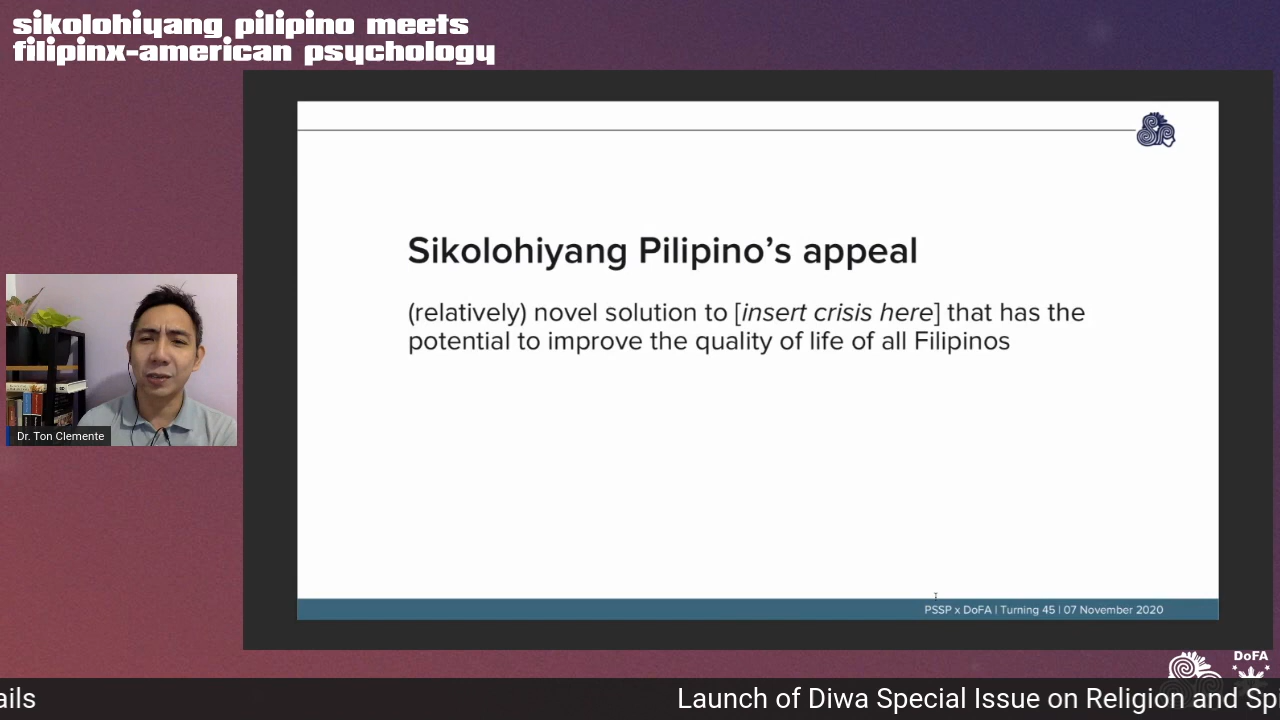 sikolohiyang pilipino meets
filipinx-american psychology
Sikolohiyang Pilipino's appeal
(relatively) novel solution to [insert crisis here] that has the
potential to improve the quality of life of all Filipinos
Dr. Ton Clemente
PSSP x DoFA | Turning 45 | 07 November 2020
DoFA
ails
Launch of Diwa Special Issue on Religion and Sp